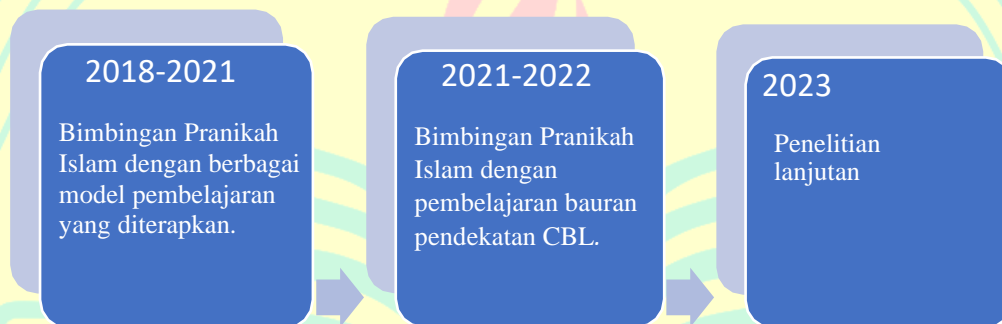 2018-2021
Bimbingan Pranikah
Islam dengan berbagai
model pembelajaran
yang diterapkan.
2021-2022
Bimbingan Pranikah
Islam dengan
pembelajaran bauran
pendekatan CBL.
2023
Penelitian
lanjutan